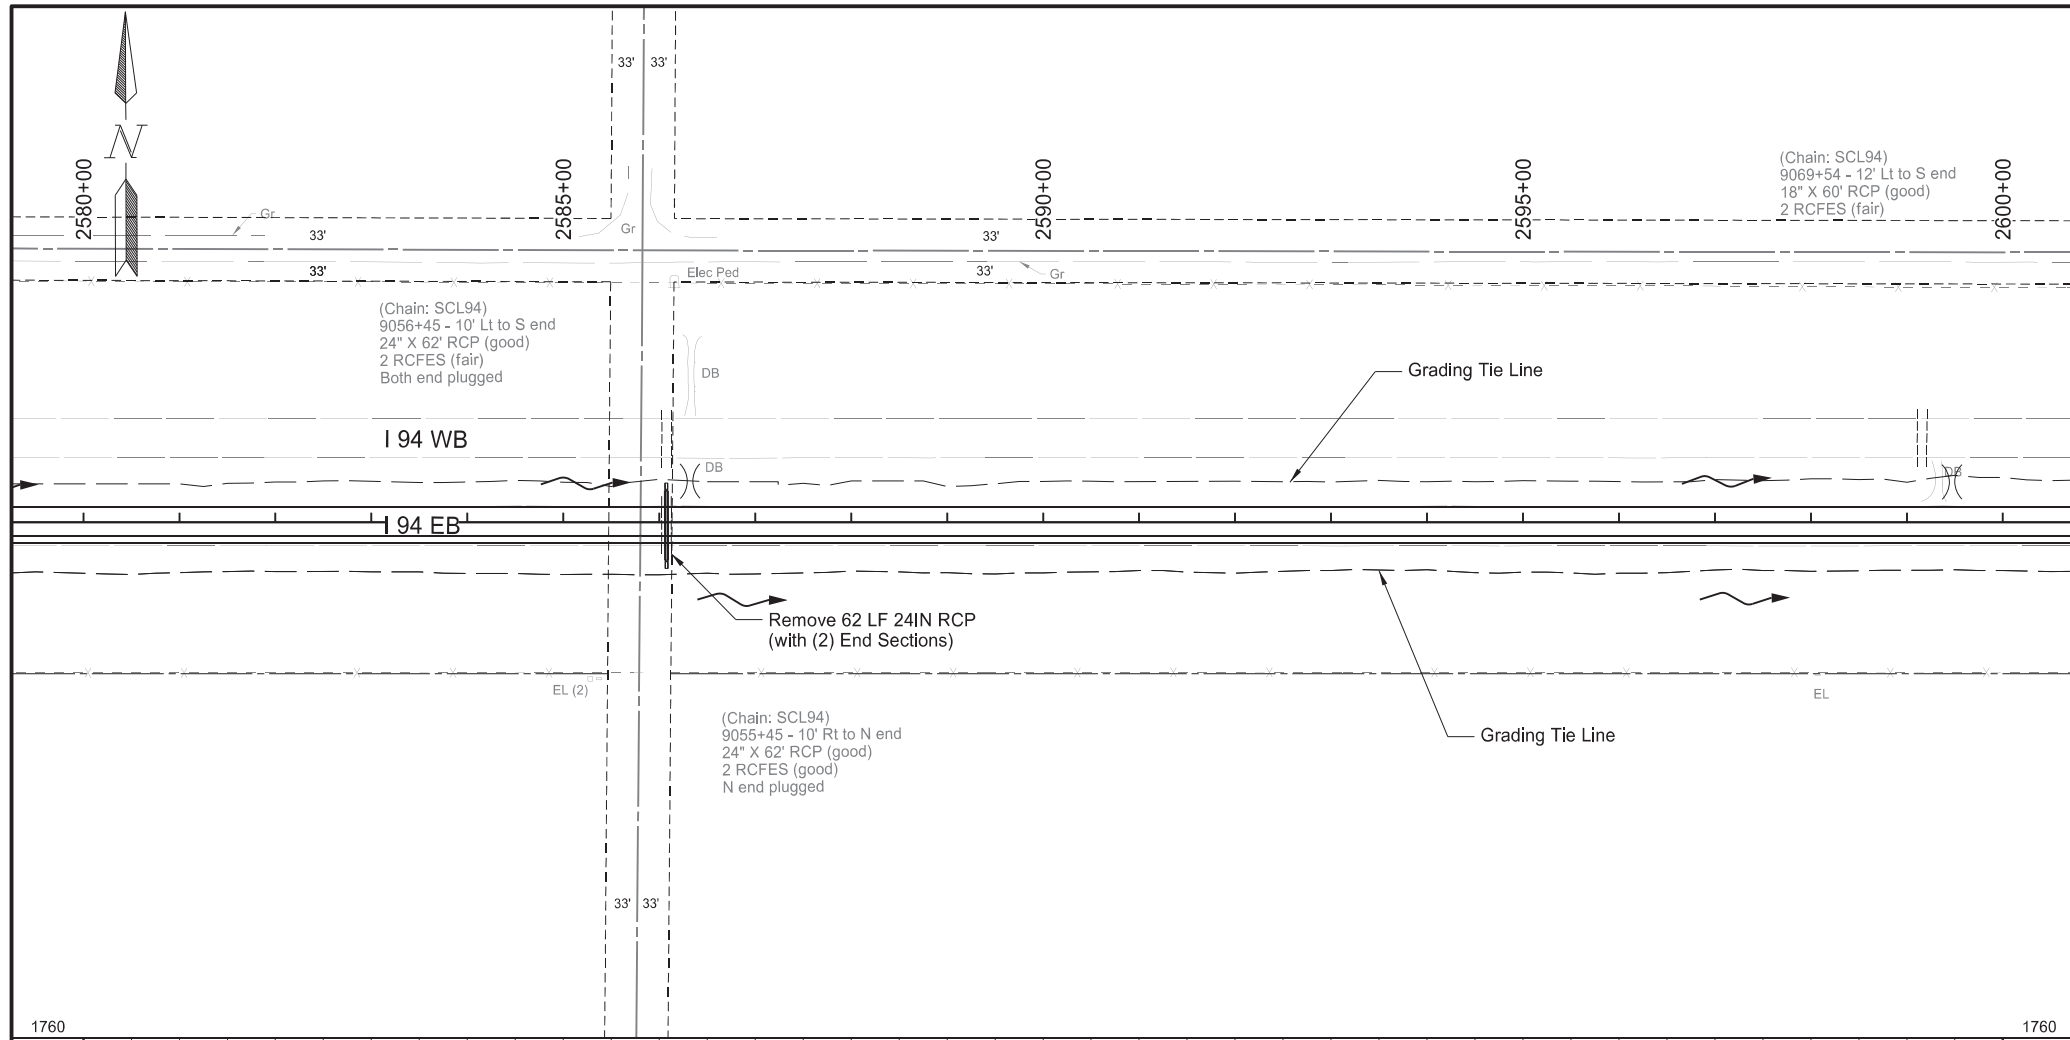 33' 33'
N
2580+00
2585+00
2590+00
2595+00
2600+00
(Chain: SCL94)
9069+54 - 12' Lt to S end
18" X 60' RCP (good)
2 RCFES (fair)
Gr
33'
Gr
33'
33'
Elec Ped
33'
Gr
(Chain: SCL94)
9056+45 - 10' Lt to S end
24" X 62' RCP (good)
2 RCFES (fair)
Both end plugged
DB
Grading Tie Line
I 94 WB
DB
DB
I 94 EB
Remove 62 LF 24IN RCP
(with (2) End Sections)
EL (2)
EL
(Chain: SCL94)
9055+45 - 10' Rt to N end
24" X 62' RCP (good)
2 RCFES (good)
N end plugged
Grading Tie Line
33' 33'
1760
1760